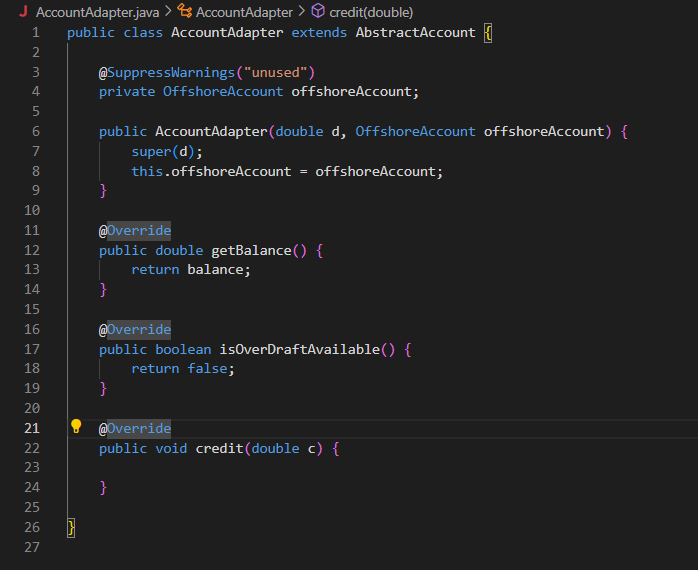 J AccountAdapter.java > AccountAdapter > credit(double)
1 public class AccountAdapter extends AbstractAccount {
2
3 @SuppressWarnings("unused")
4 private OffshoreAccount offshoreAccount;
5
6 public AccountAdapter(double d, OffshoreAccount offshoreAccount) {
7 super(d);
8 this.offshoreAccount = offshoreAccount;
9 }
10
11 @Override
12 public double getBalance() {
13 return balance;
14 }
15
16 @Override
17 public boolean isOverDraftAvailable() {
18 return false;
19 }
20
21 @Override
22 public void credit(double c) {
23
24 }
25
26 }
27